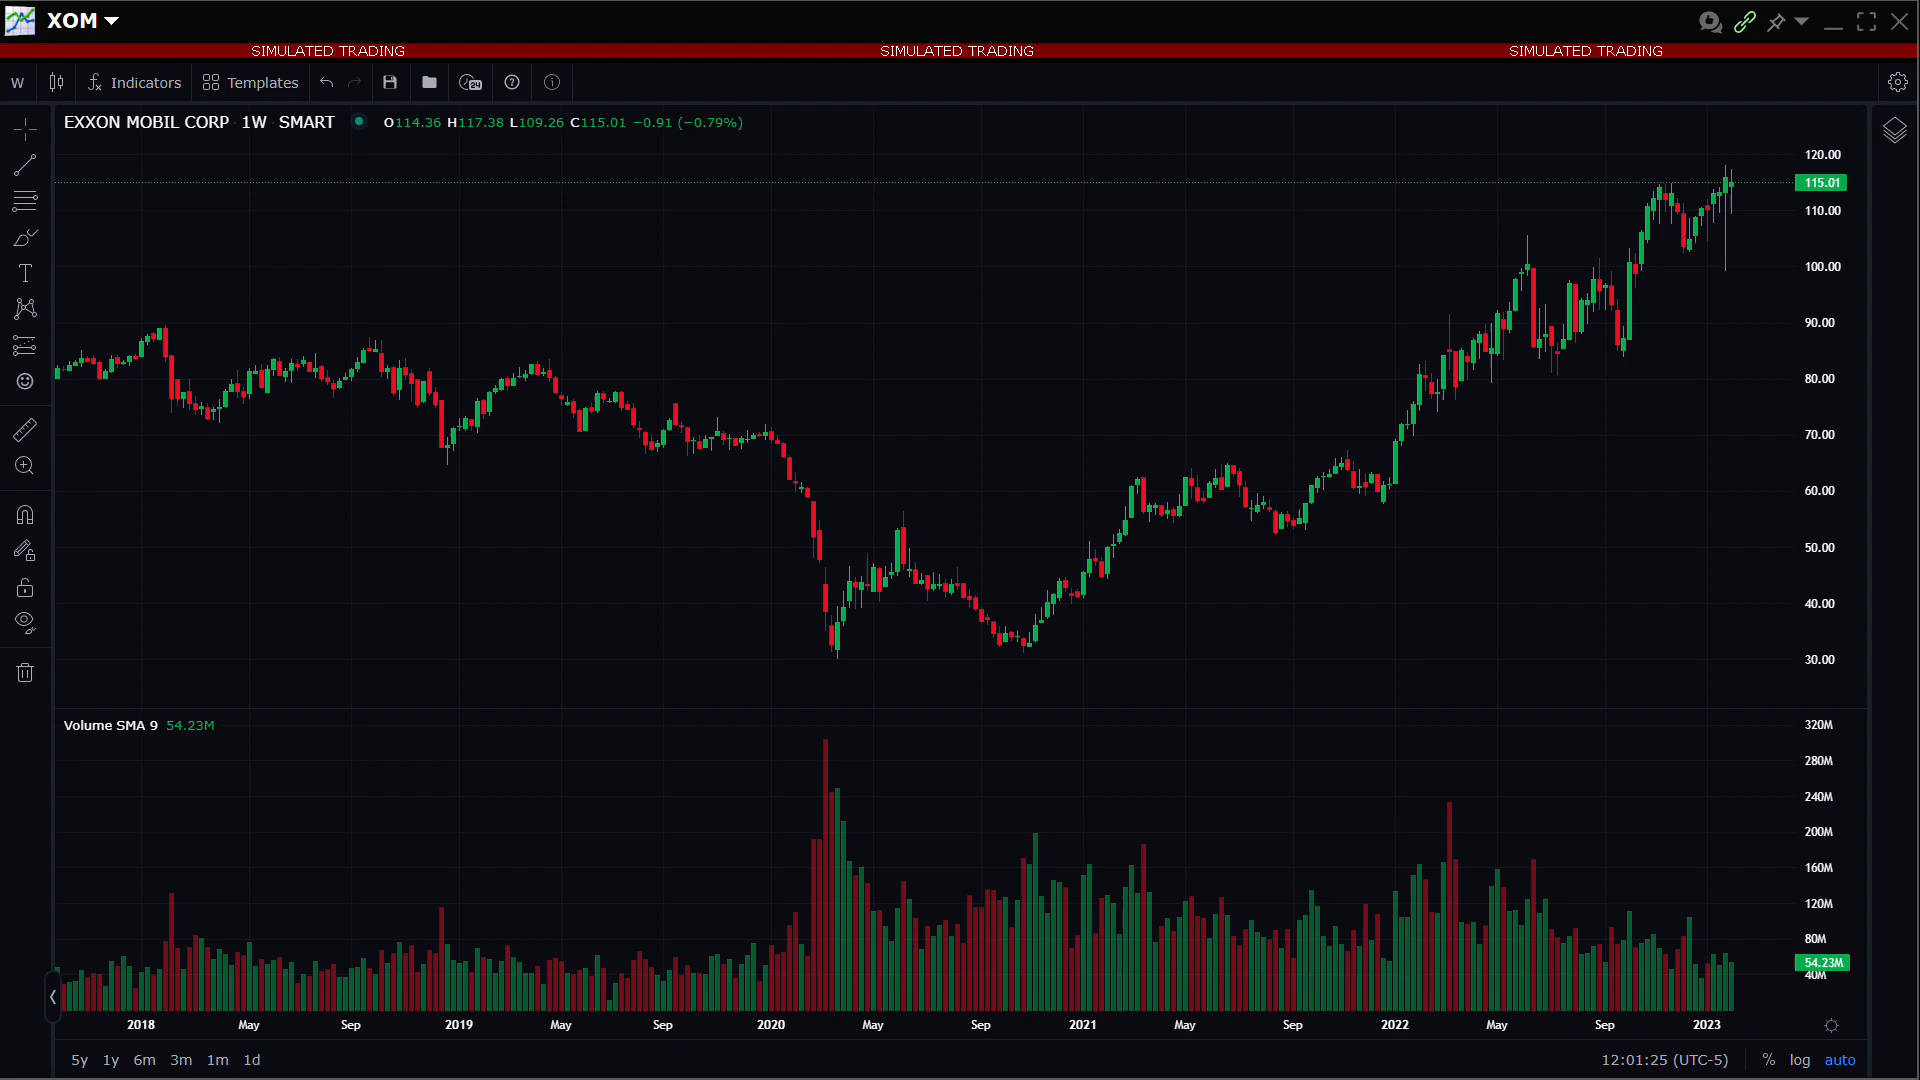 XOM
SIMULATED TRADING SIMULATED TRADING SIMULATED TRADING
W Indicators Templates 24
EXXON MOBIL CORP 1W SMART O114.36 H117.38 L109.26 C115.01 −0.91 (−0.79%)
120.00
115.01
110.00
100.00
90.00
80.00
70.00
60.00
50.00
40.00
30.00
Volume SMA 9 54.23M
320M
280M
240M
200M
160M
120M
80M
54.23M
40M
2018 May Sep 2019 May Sep 2020 May Sep 2021 May Sep 2022 May Sep 2023
5y 1y 6m 3m 1m 1d 12:01:25 (UTC-5) % log auto